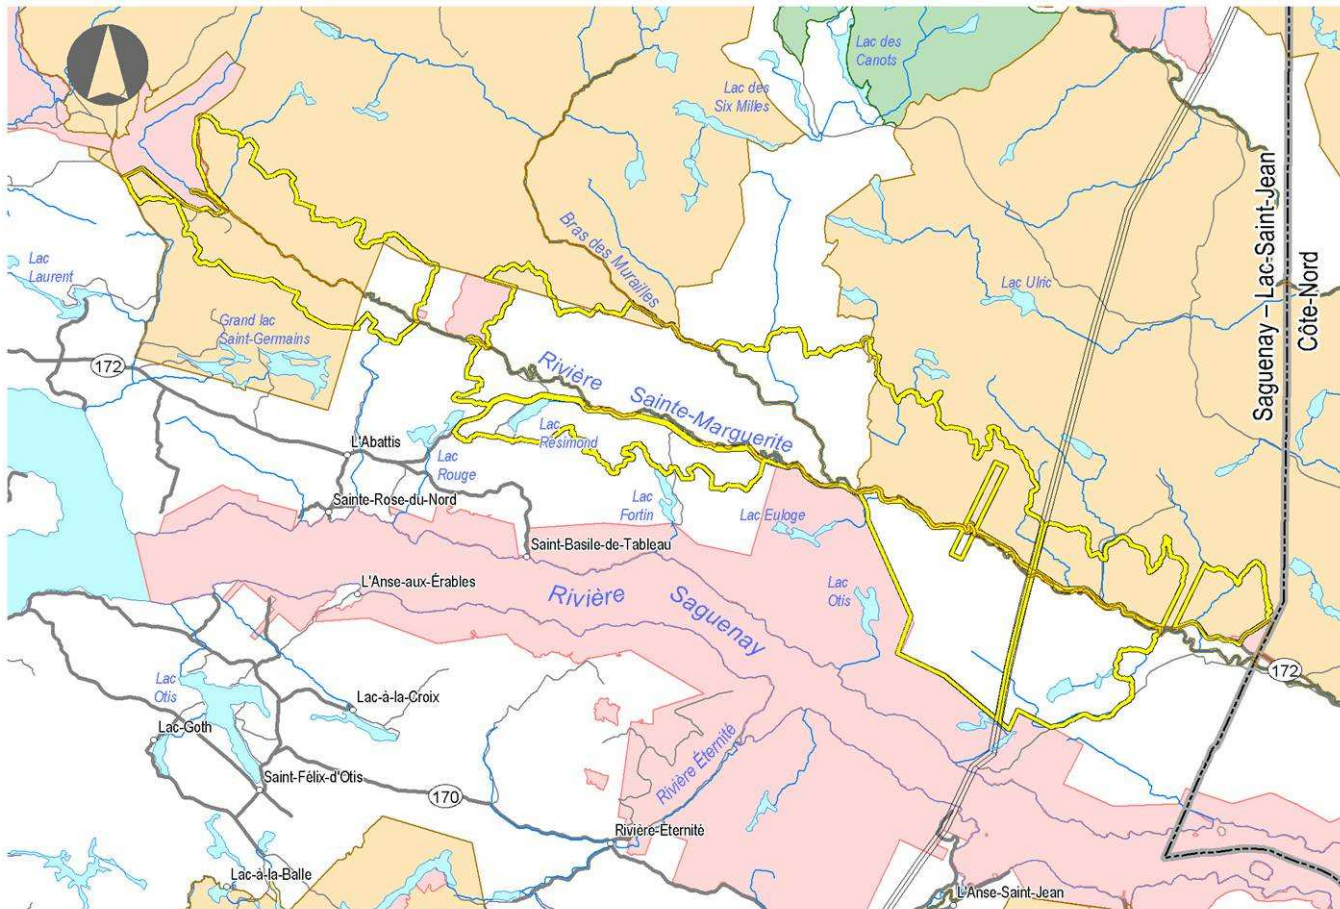 Lac des
Canots
Lac des
Six Milles
Saguenay – Lac-Saint-Jean
Côte-Nord
Bras des Murailles
Lac
Laurent
Lac Ulric
Grand lac
Saint-Germains
172
Rivière Sainte-Marguerite
L'Abattis
Lac
Résimond
Lac
Rouge
Sainte-Rose-du-Nord
Lac
Fortin
Lac Euloge
Saint-Basile-de-Tableau
L'Anse-aux-Érables
Rivière Saguenay
Lac
Otis
172
Lac
Otis
Lac-à-la-Croix
Lac-Goth
Saint-Félix-d'Otis
Rivière Éternité
170
Rivière-Éternité
Lac-à-la-Balle
L'Anse-Saint-Jean